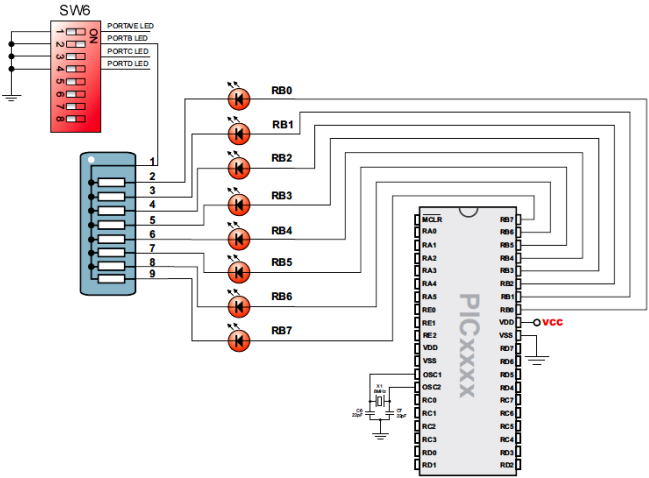 SW6
ON
1 PORTA/E LED
2 PORTB LED
3 PORTC LED
4 PORTD LED
5
6
7
8
1
2
3
4
5
6
7
8
9
RB0
RB1
RB2
RB3
RB4
RB5
RB6
RB7
MCLR RB7
RA0 RB6
RA1 RB5
RA2 RB4
RA3 RB3
RA4 RB2
RA5 RB1
RE0 RB0
RE1 VDD VCC
RE2 VSS
VDD RD7
VSS RD6
OSC1 RD5
OSC2 RD4
RC0 RC7
RC1 RC6
RC2 RC5
RC3 RC4
RD0 RD3
RD1 RD2
PICxxxx
X1
8MHz
C6
22pF
C7
22pF